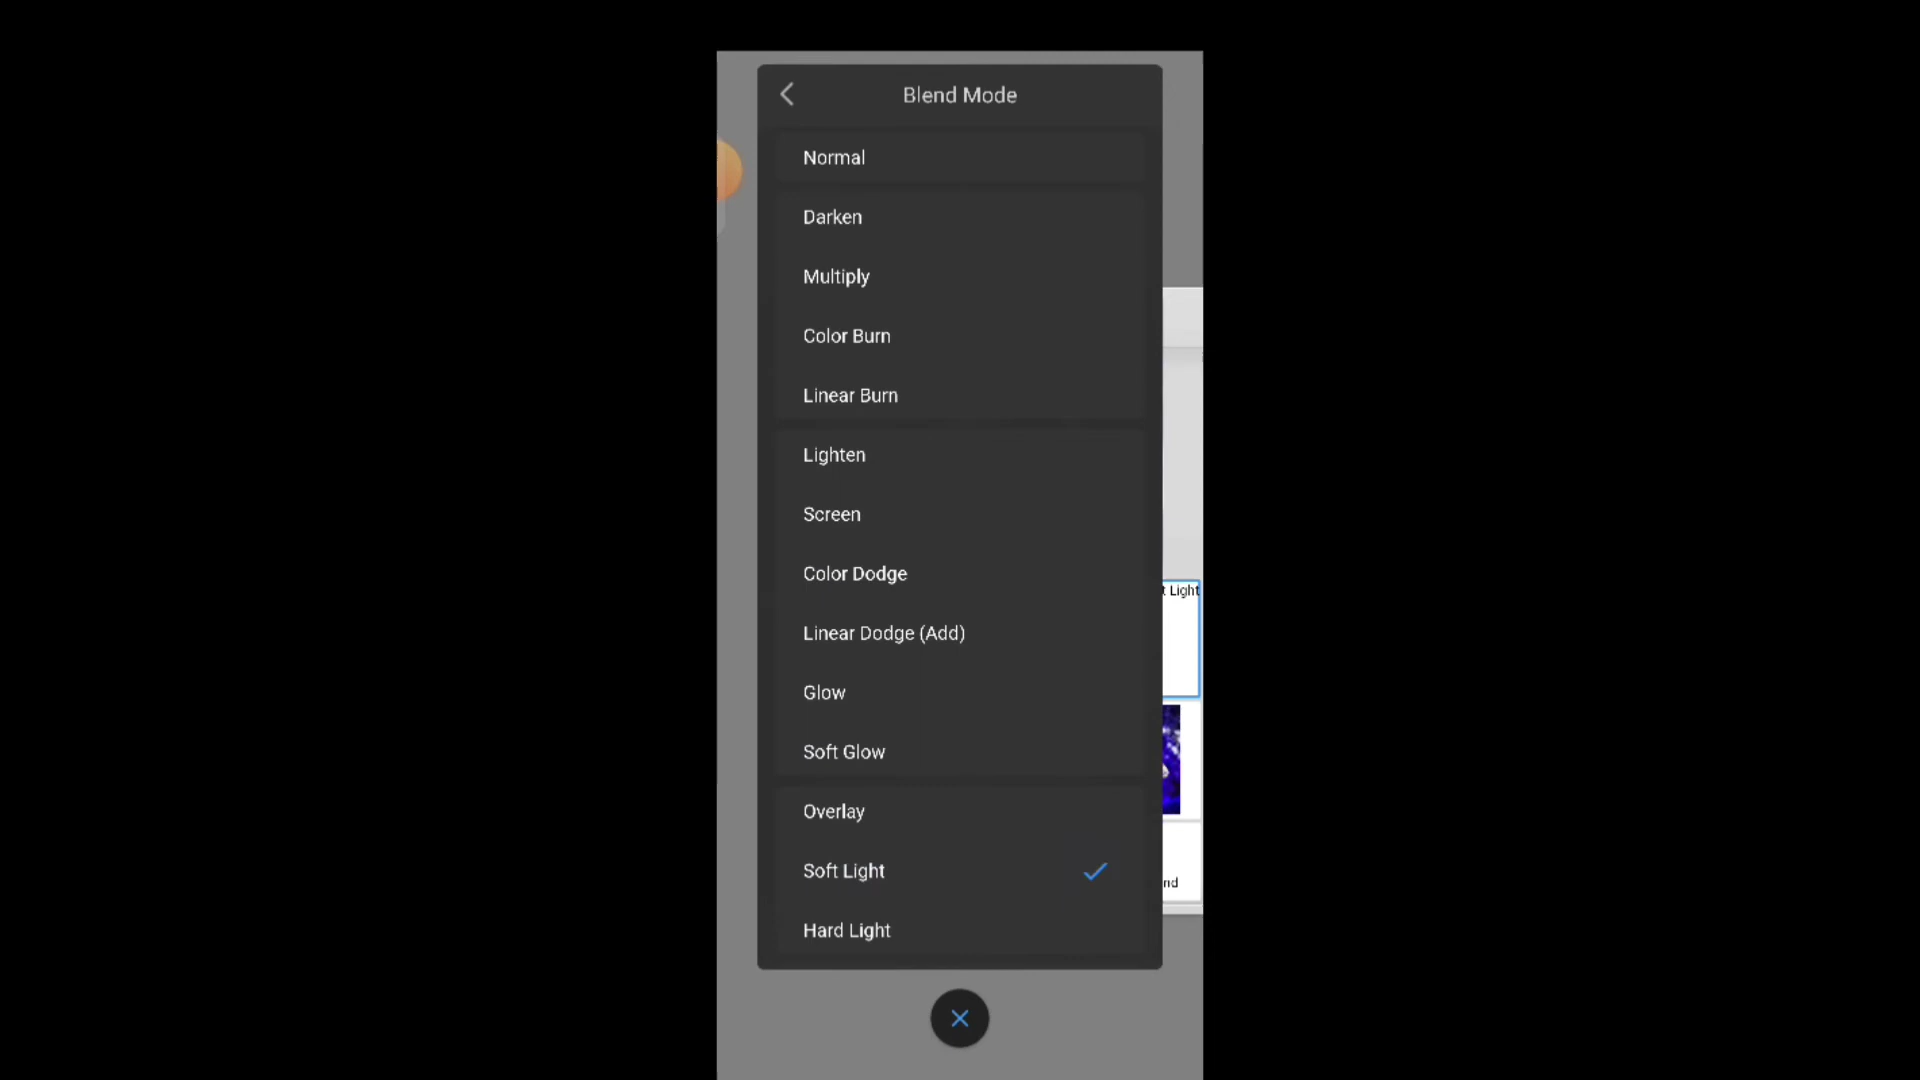 Blend Mode
Normal
Darken
Multiply
Color Burn
Linear Burn
Lighten
Screen
Color Dodge
Linear Dodge (Add)
Glow
Soft Glow
Overlay
Soft Light
Hard Light
t Light
nd